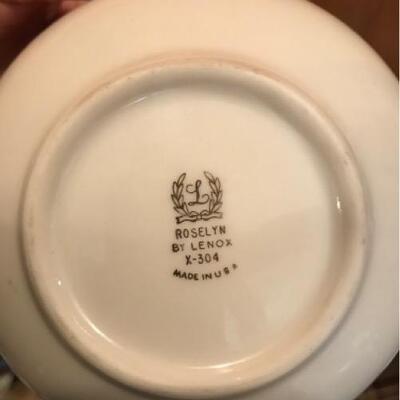 L
ROSELYN
BY LENOX
X-304
MADE IN U S A